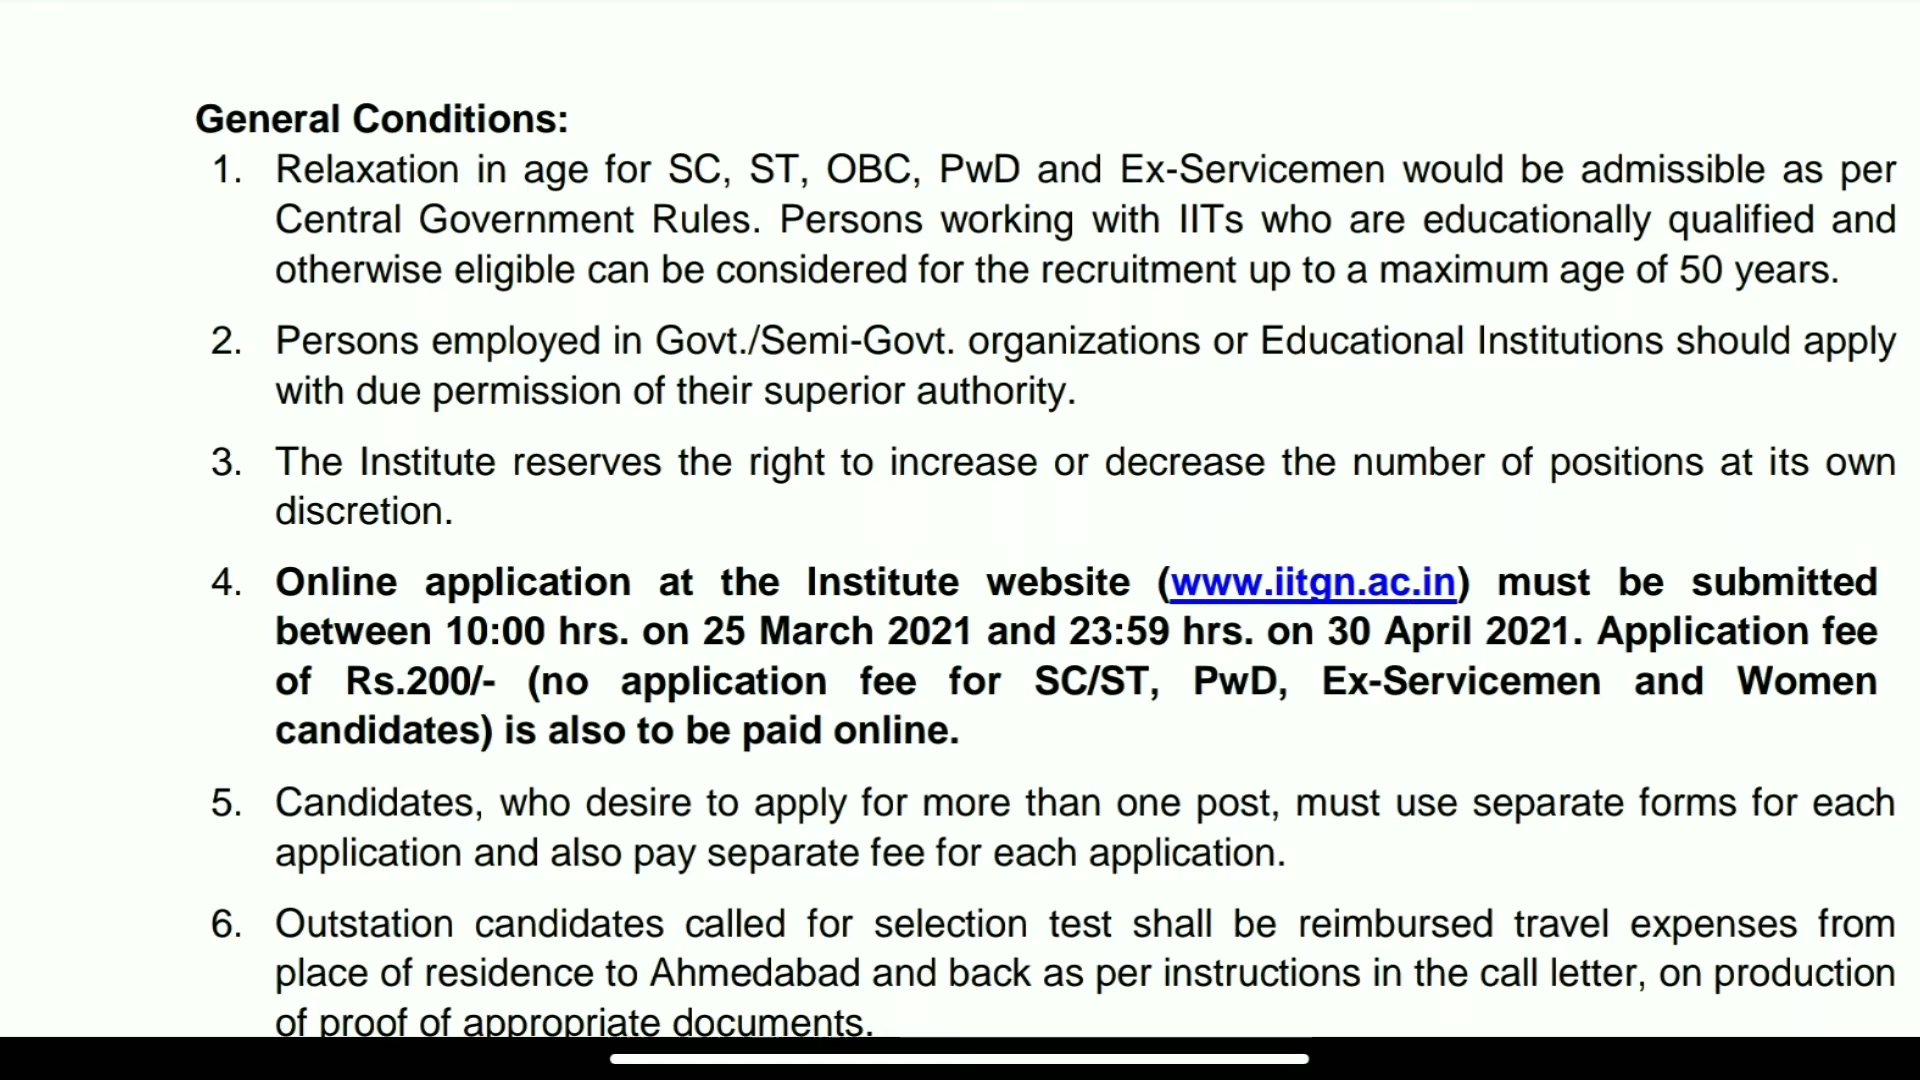 General Conditions:
1. Relaxation in age for SC, ST, OBC, PwD and Ex-Servicemen would be admissible as per
Central Government Rules. Persons working with IITs who are educationally qualified and
otherwise eligible can be considered for the recruitment up to a maximum age of 50 years.
2. Persons employed in Govt./Semi-Govt. organizations or Educational Institutions should apply
with due permission of their superior authority.
3. The Institute reserves the right to increase or decrease the number of positions at its own
discretion.
4. Online application at the Institute website (www.iitgn.ac.in) must be submitted
between 10:00 hrs. on 25 March 2021 and 23:59 hrs. on 30 April 2021. Application fee
of Rs.200/- (no application fee for SC/ST, PwD, Ex-Servicemen and Women
candidates) is also to be paid online.
5. Candidates, who desire to apply for more than one post, must use separate forms for each
application and also pay separate fee for each application.
6. Outstation candidates called for selection test shall be reimbursed travel expenses from
place of residence to Ahmedabad and back as per instructions in the call letter, on production
of proof of appropriate documents.